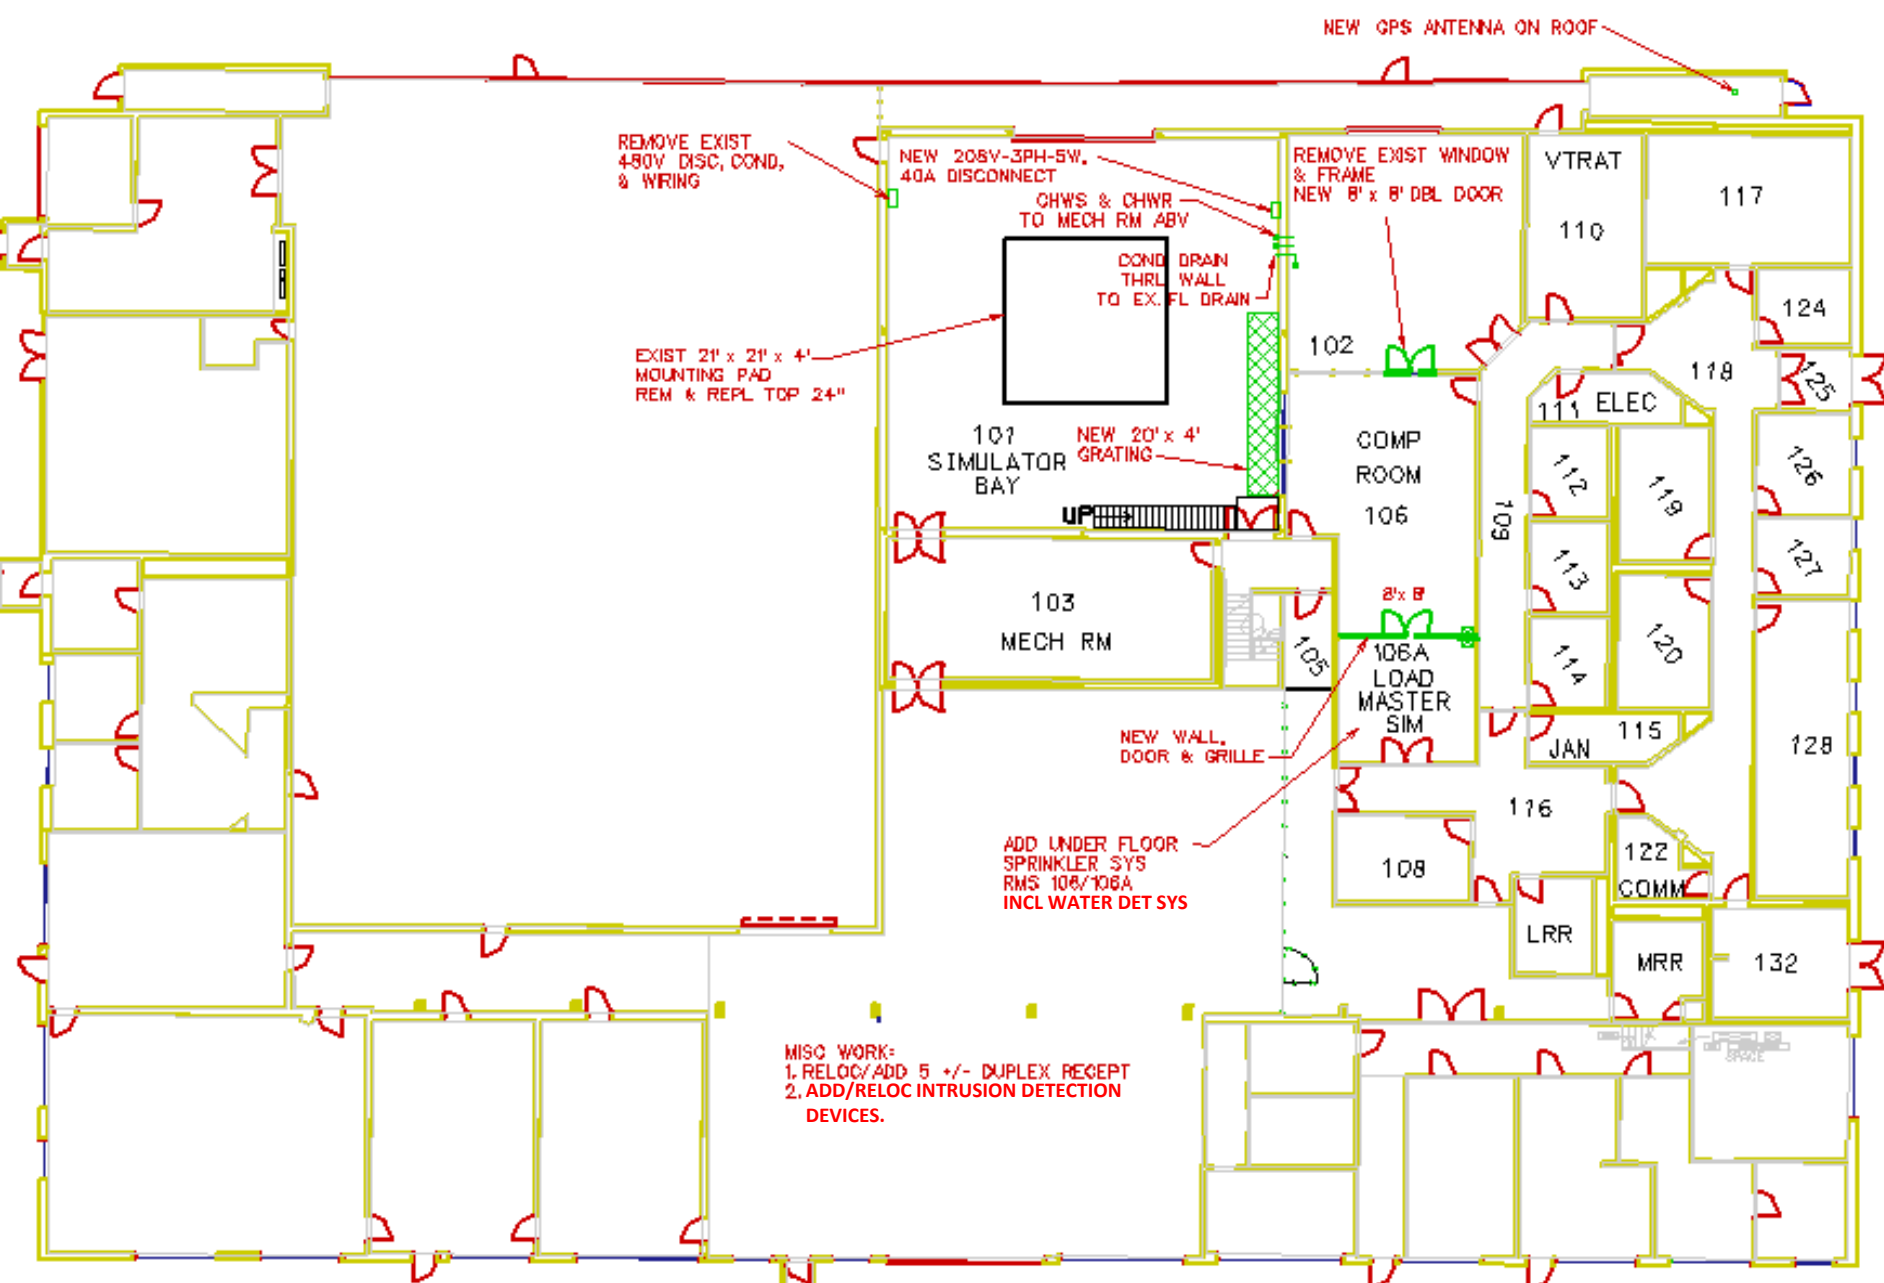 NEW GPS ANTENNA ON ROOF
REMOVE EXIST
480V DISC, COND,
& WIRING
NEW 208V-3PH-5W,
40A DISCONNECT
CHWS & CHWR
TO MECH RM ABV
COND DRAIN
THRU WALL
TO EX. FL DRAIN
REMOVE EXIST WINDOW
& FRAME
NEW 8' x 8' DBL DOOR
VTRAT
110
117
124
125
118
102
EXIST 21' x 21' x 4'
MOUNTING PAD
REM & REPL TOP 24"
101
SIMULATOR
BAY
NEW 20' x 4'
GRATING
UP
COMP
ROOM
106
109
111 ELEC
112
119
126
113
127
114
120
103
MECH RM
105
8' x 8'
106A
LOAD
MASTER
SIM
NEW WALL,
DOOR & GRILLE
115
JAN
128
116
ADD UNDER FLOOR
SPRINKLER SYS
RMS 106/106A
INCL WATER DET SYS
108
122
COMM
LRR
MRR
132
SPACE
MISC WORK:
1. RELOC/ADD 5 +/- DUPLEX RECEPT
2. ADD/RELOC INTRUSION DETECTION
DEVICES.